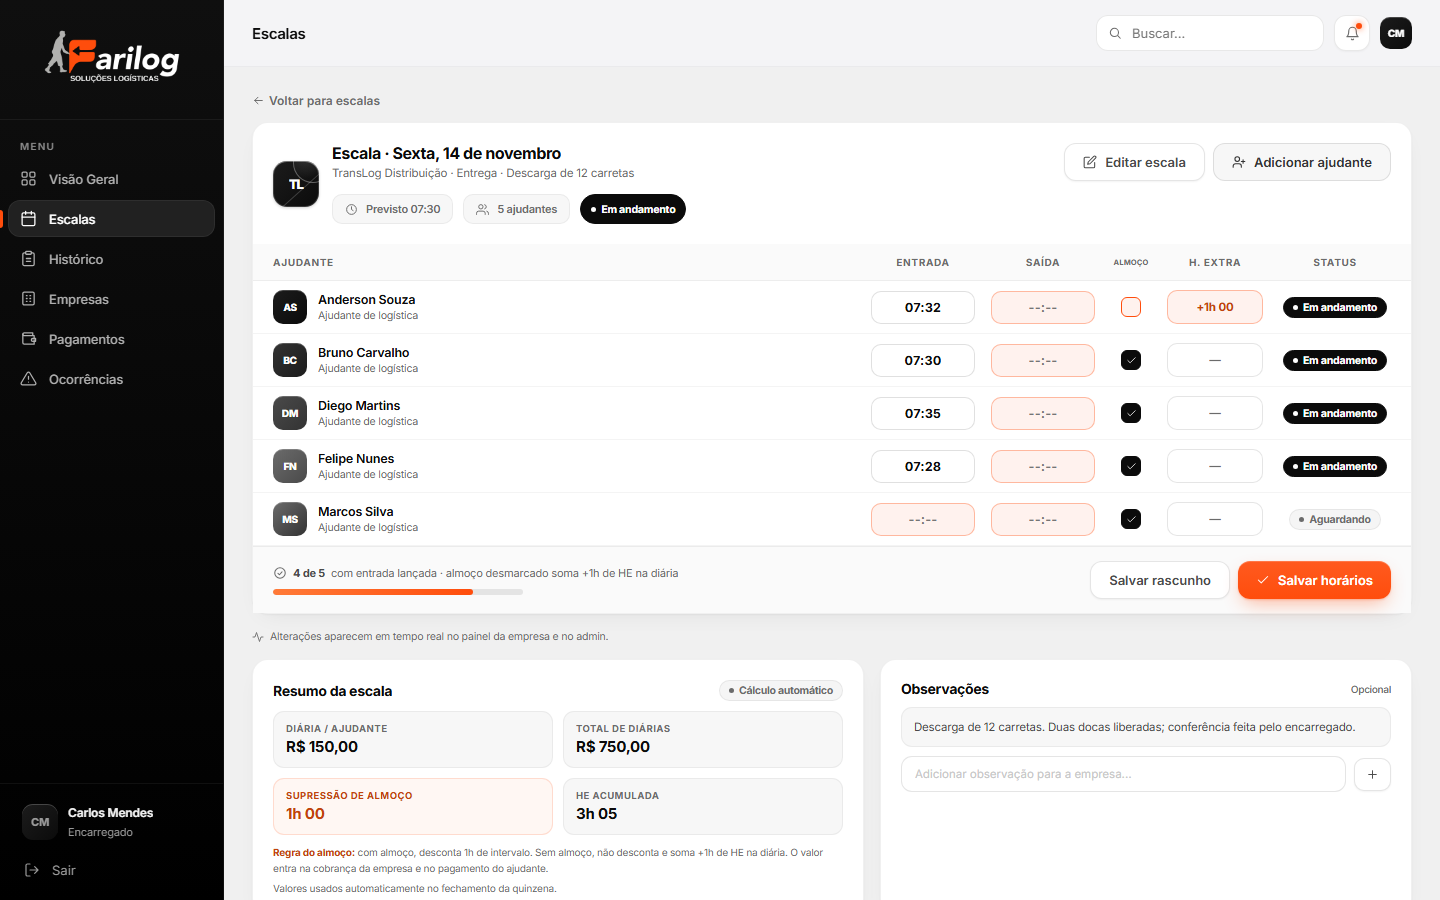 Farilog
SOLUÇÕES LOGÍSTICAS
MENU
Visão Geral
Escalas
Histórico
Empresas
Pagamentos
Ocorrências
CM
Carlos Mendes
Encarregado
Sair
Escalas
Buscar...
CM
Voltar para escalas
TL
Escala · Sexta, 14 de novembro
TransLog Distribuição · Entrega · Descarga de 12 carretas
Previsto 07:30
5 ajudantes
Em andamento
Editar escala
Adicionar ajudante
AJUDANTE ENTRADA SAÍDA ALMOÇO H. EXTRA STATUS
AS Anderson Souza 07:32 --:-- +1h 00 Em andamento
Ajudante de logística
BC Bruno Carvalho 07:30 --:-- — Em andamento
Ajudante de logística
DM Diego Martins 07:35 --:-- — Em andamento
Ajudante de logística
FN Felipe Nunes 07:28 --:-- — Em andamento
Ajudante de logística
MS Marcos Silva --:-- --:-- — Aguardando
Ajudante de logística
4 de 5 com entrada lançada · almoço desmarcado soma +1h de HE na diária
Salvar rascunho
Salvar horários
Alterações aparecem em tempo real no painel da empresa e no admin.
Resumo da escala
Cálculo automático
DIÁRIA / AJUDANTE
R$ 150,00
TOTAL DE DIÁRIAS
R$ 750,00
SUPRESSÃO DE ALMOÇO
1h 00
HE ACUMULADA
3h 05
Regra do almoço: com almoço, desconta 1h de intervalo. Sem almoço, não desconta e soma +1h de HE na diária. O valor
entra na cobrança da empresa e no pagamento do ajudante.
Valores usados automaticamente no fechamento da quinzena.
Observações
Opcional
Descarga de 12 carretas. Duas docas liberadas; conferência feita pelo encarregado.
Adicionar observação para a empresa...
+